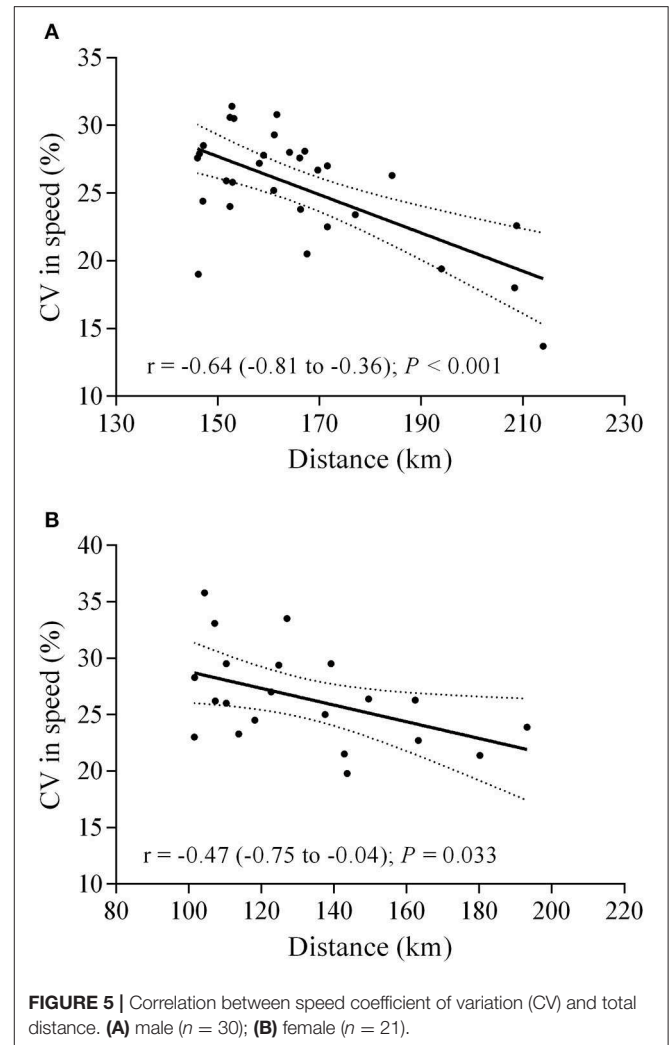 A
35
30
25
20
15
10
CV in speed (%)
r = -0.64 (-0.81 to -0.36); P < 0.001
130 150 170 190 210 230
Distance (km)
B
40
35
30
25
20
15
10
CV in speed (%)
r = -0.47 (-0.75 to -0.04); P = 0.033
80 100 120 140 160 180 200 220
Distance (km)
FIGURE 5 | Correlation between speed coefficient of variation (CV) and total
distance. (A) male (n = 30); (B) female (n = 21).